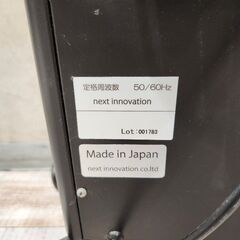 定格周波数 50/60Hz
next innovation
Lot:001783
Made in Japan
next innovation co.ltd